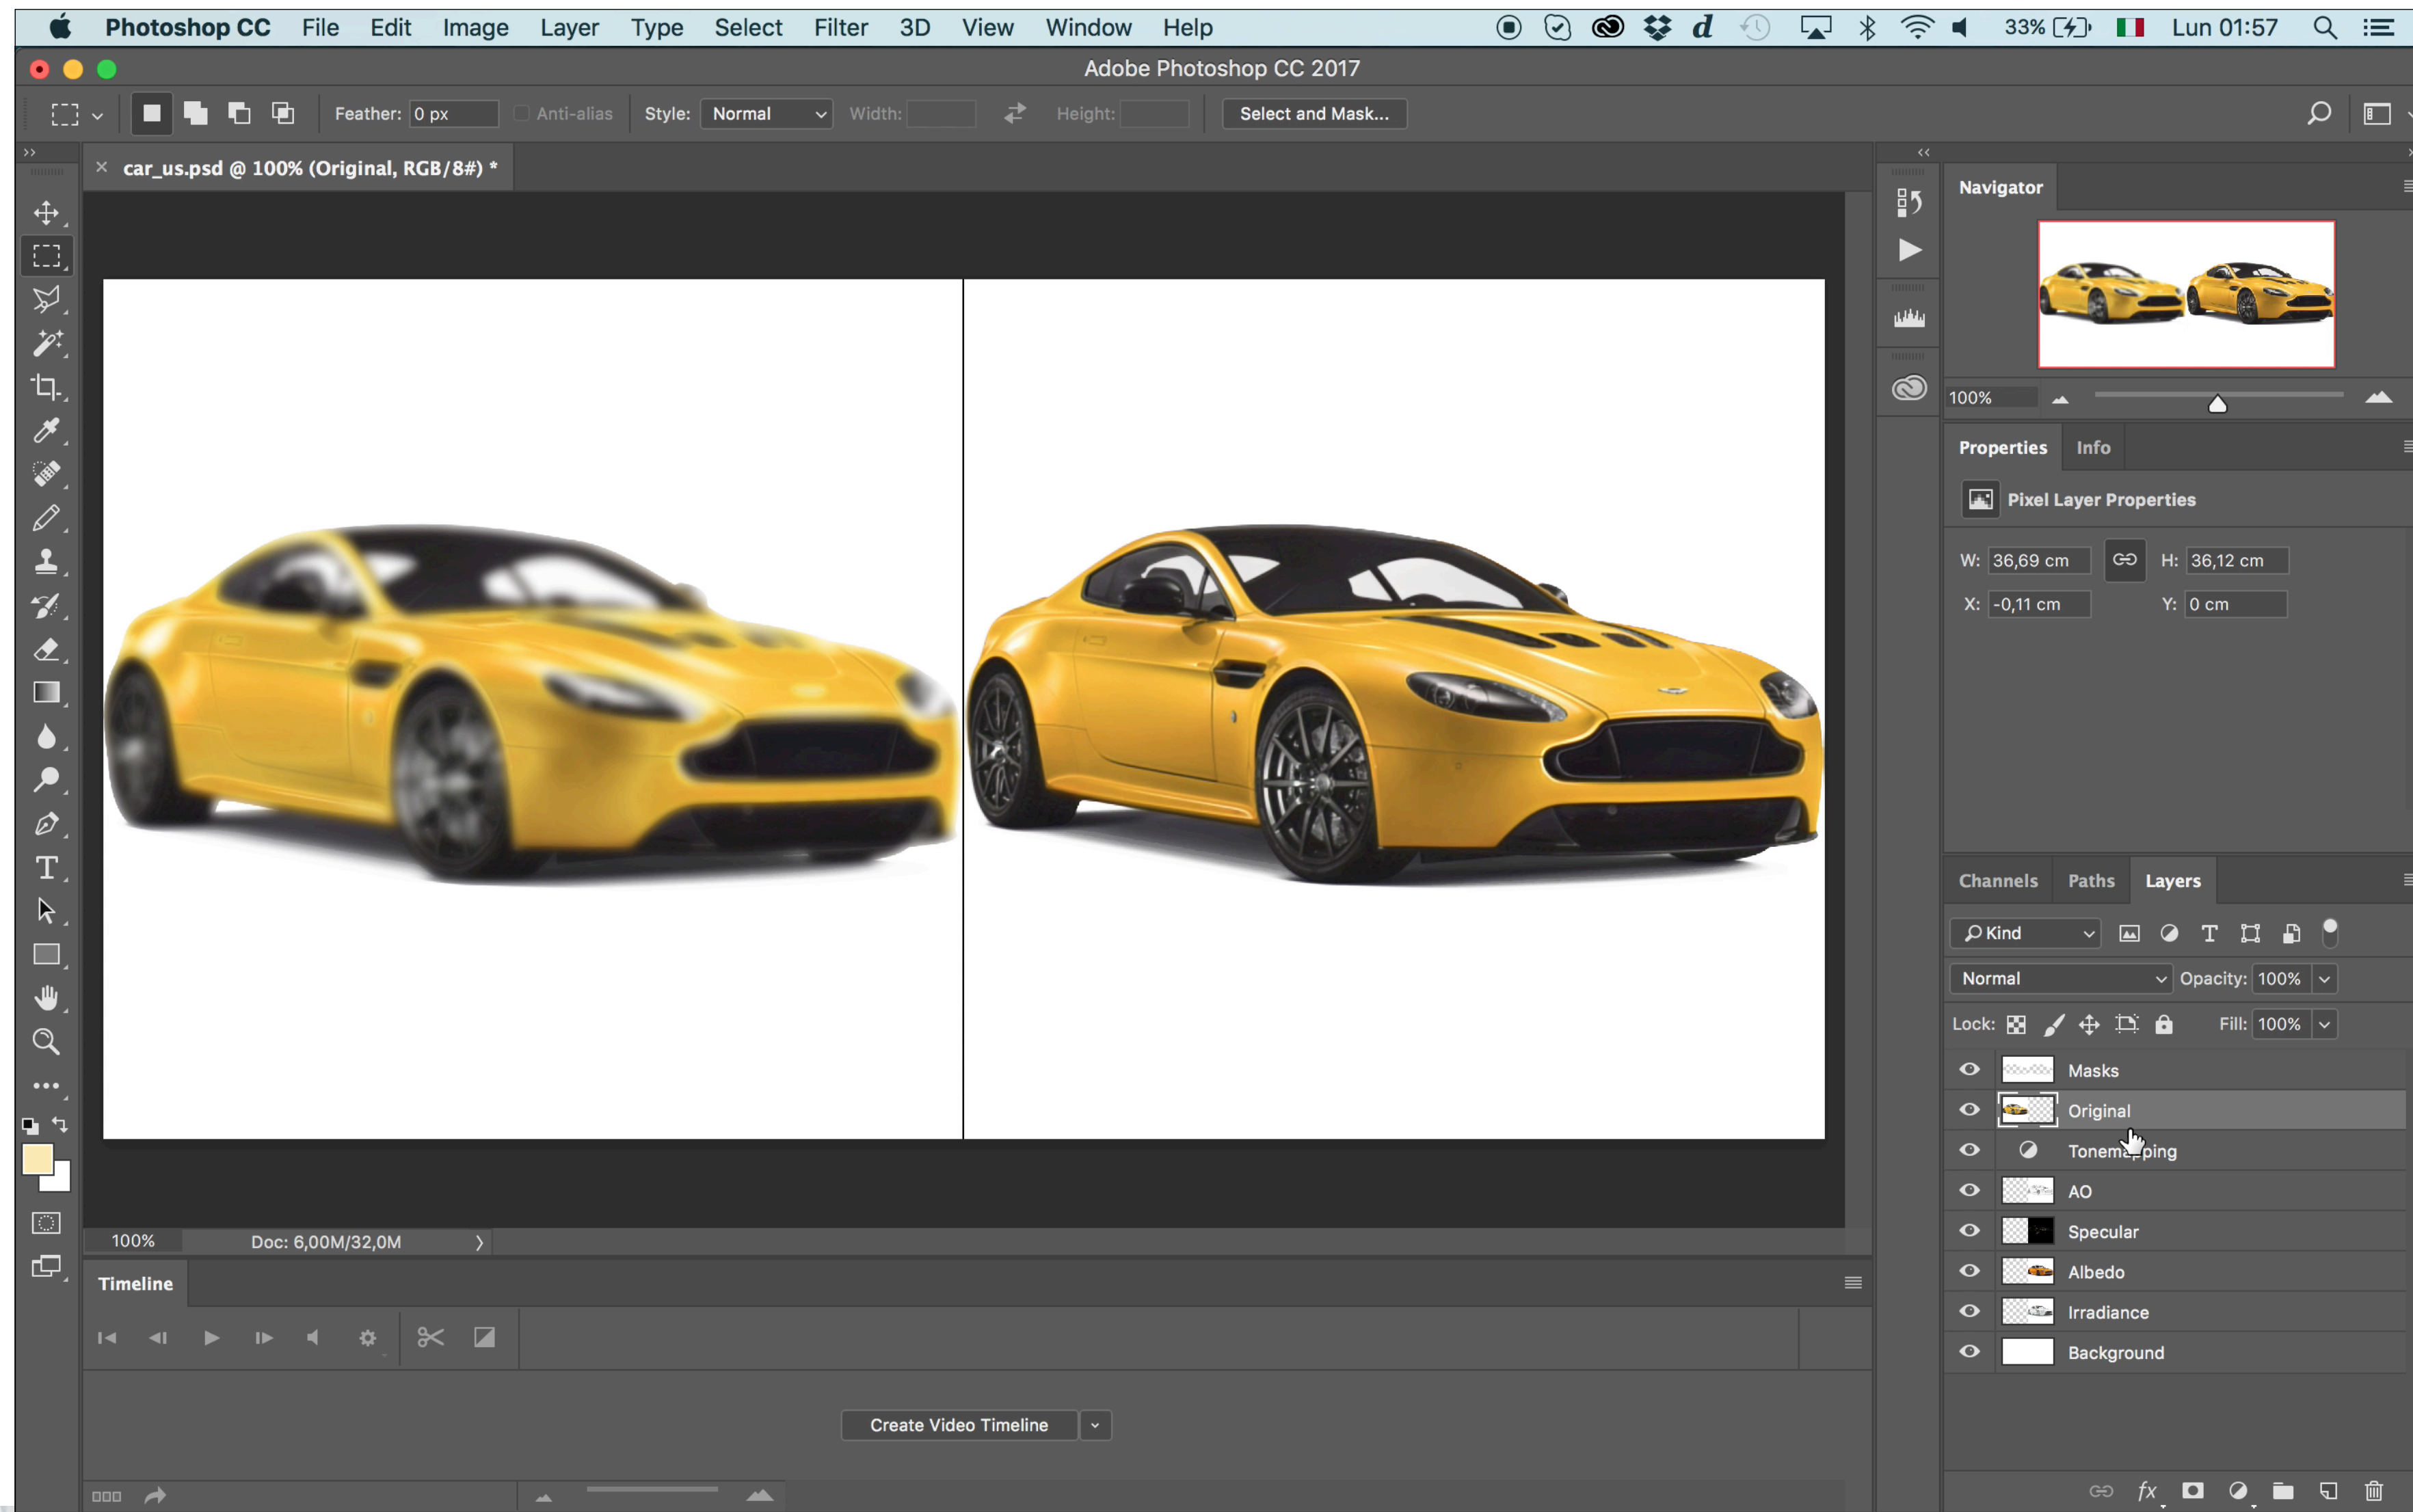 Photoshop CC File Edit Image Layer Type Select Filter 3D View Window Help 33% Lun 01:57
Adobe Photoshop CC 2017
Feather: 0 px Anti-alias Style: Normal Width: Height: Select and Mask...
car_us.psd @ 100% (Original, RGB/8#) *
Navigator
100%
Properties Info
Pixel Layer Properties
W: 36,69 cm H: 36,12 cm
X: -0,11 cm Y: 0 cm
Channels Paths Layers
Kind
Normal Opacity: 100%
Lock: Fill: 100%
Masks
Original
Tonemapping
AO
Specular
Albedo
Irradiance
Background
fx
100% Doc: 6,00M/32,0M
Timeline
Create Video Timeline